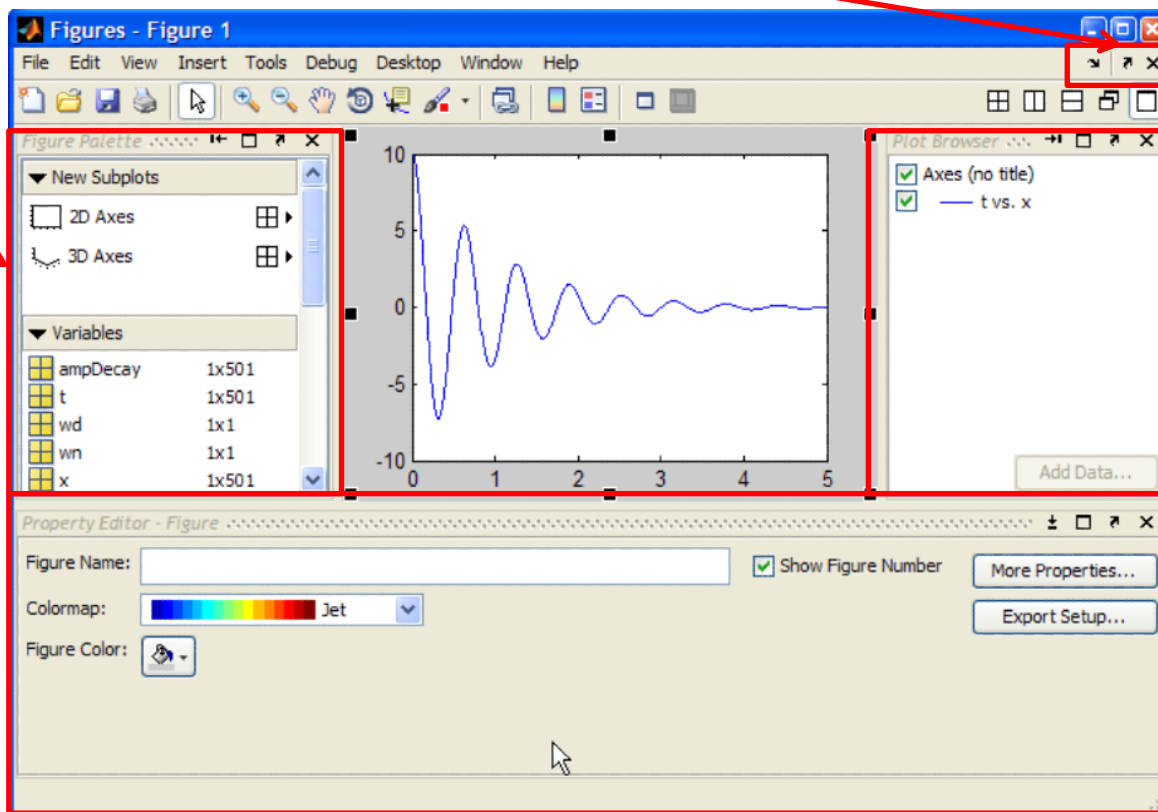 Figures - Figure 1
File Edit View Insert Tools Debug Desktop Window Help
Figure Palette
New Subplots
2D Axes
3D Axes
Variables
ampDecay 1x501
t 1x501
wd 1x1
wn 1x1
x 1x501
10
5
0
-5
-10
0 1 2 3 4 5
Plot Browser
Axes (no title)
t vs. x
Add Data...
Property Editor - Figure
Figure Name:
Show Figure Number
More Properties...
Colormap:
Jet
Export Setup...
Figure Color: